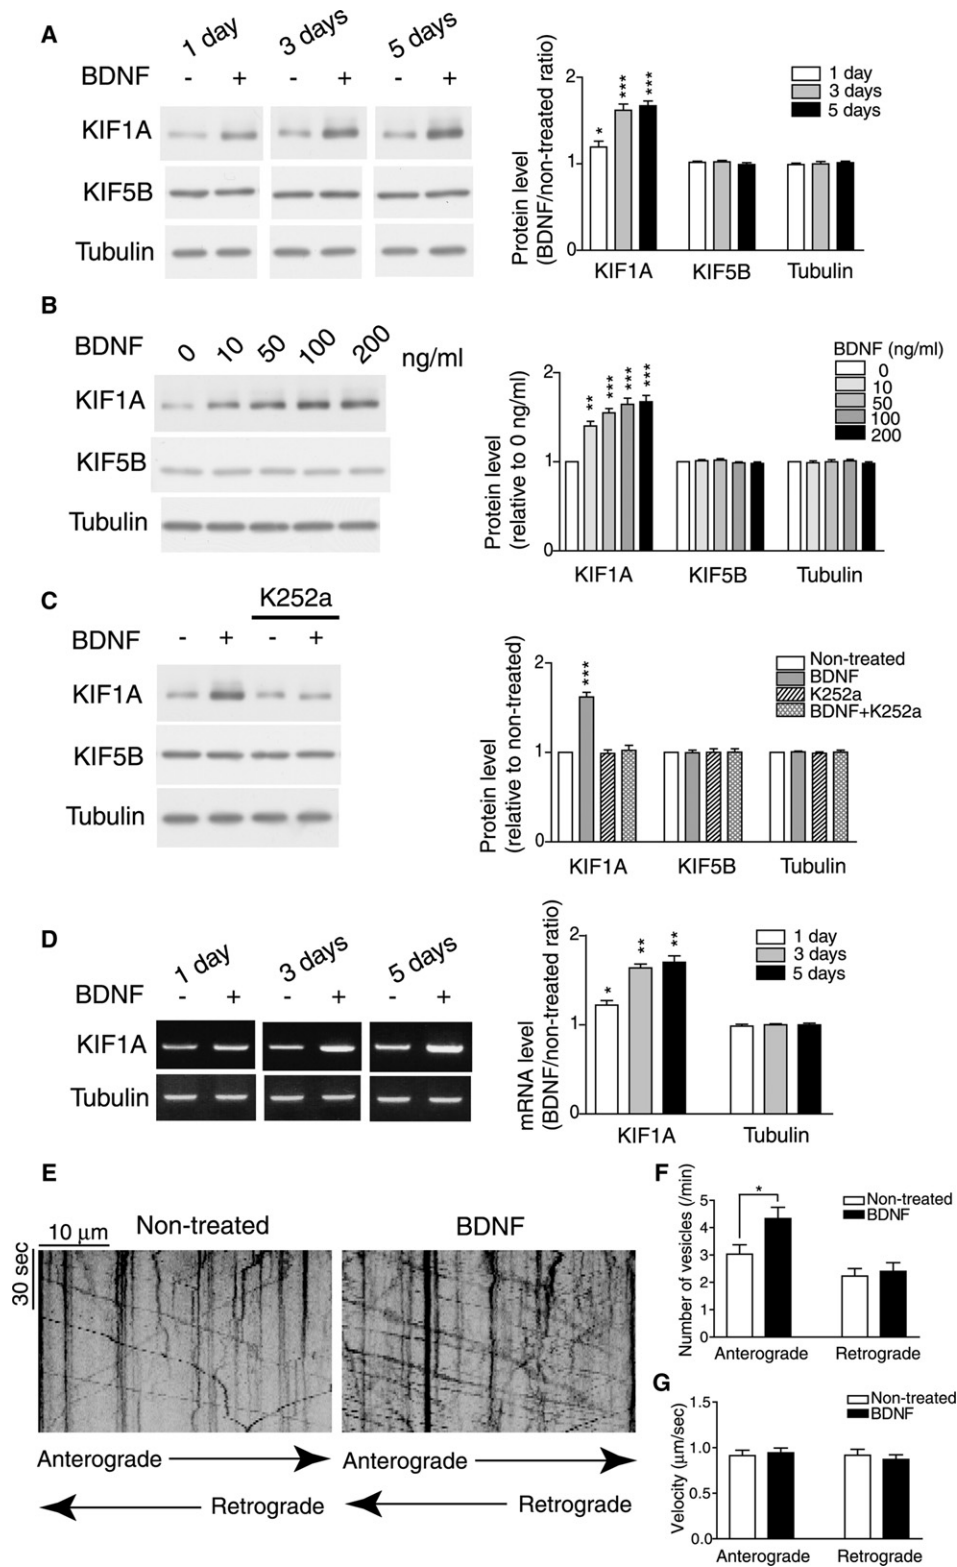 A
1 day
3 days
5 days
BDNF
- + - + - +
KIF1A
KIF5B
Tubulin
Protein level
(BDNF/non-treated ratio)
2
1
0
*
***
***
1 day
3 days
5 days
KIF1A KIF5B Tubulin
B
BDNF 0 10 50 100 200 ng/ml
KIF1A
KIF5B
Tubulin
Protein level
(relative to 0 ng/ml)
2
1
0
**
***
***
***
BDNF (ng/ml)
0
10
50
100
200
KIF1A KIF5B Tubulin
C
K252a
BDNF - + - +
KIF1A
KIF5B
Tubulin
Protein level
(relative to non-treated)
2
1
0
***
Non-treated
BDNF
K252a
BDNF+K252a
KIF1A KIF5B Tubulin
D
1 day
3 days
5 days
BDNF
- + - + - +
KIF1A
Tubulin
mRNA level
(BDNF/non-treated ratio)
2
1
0
*
**
**
1 day
3 days
5 days
KIF1A Tubulin
E
10 μm
30 sec
Non-treated BDNF
Anterograde
Retrograde
Anterograde
Retrograde
F
Number of vesicles (/min)
5
4
3
2
1
0
*
Non-treated
BDNF
Anterograde Retrograde
G
Velocity (μm/sec)
1.5
1.0
0.5
0.0
Non-treated
BDNF
Anterograde Retrograde